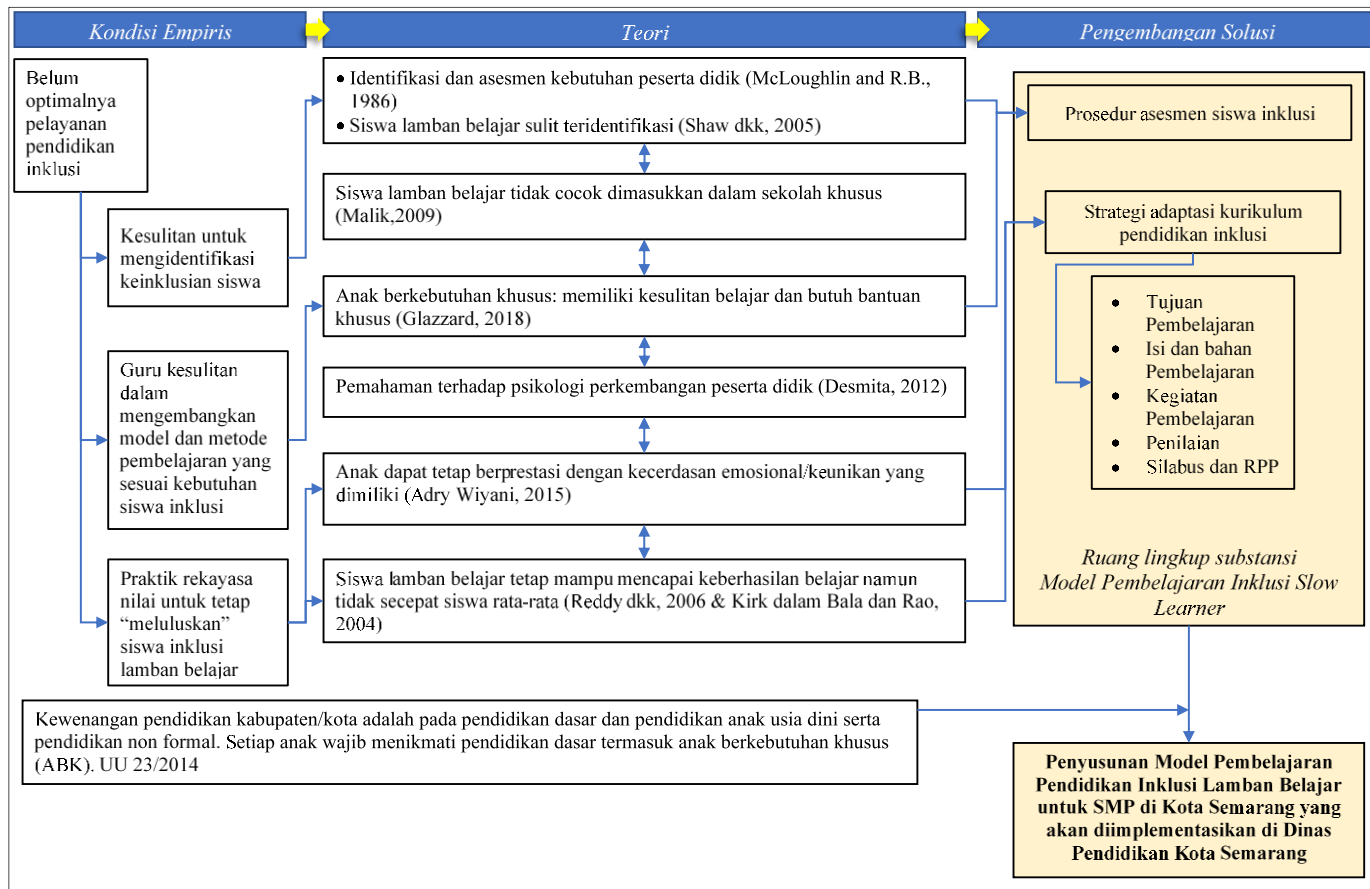 Kondisi Empiris
Teori
Pengembangan Solusi
Belum
optimalnya
pelayanan
pendidikan
inklusi
Kesulitan untuk
mengidentifikasi
keinklusian siswa
Guru kesulitan
dalam
mengembangkan
model dan metode
pembelajaran yang
sesuai kebutuhan
siswa inklusi
Praktik rekayasa
nilai untuk tetap
“meluluskan”
siswa inklusi
lamban belajar
• Identifikasi dan asesmen kebutuhan peserta didik (McLoughlin and R.B.,
1986)
• Siswa lamban belajar sulit teridentifikasi (Shaw dkk, 2005)
Siswa lamban belajar tidak cocok dimasukkan dalam sekolah khusus
(Malik,2009)
Anak berkebutuhan khusus: memiliki kesulitan belajar dan butuh bantuan
khusus (Glazzard, 2018)
Pemahaman terhadap psikologi perkembangan peserta didik (Desmita, 2012)
Anak dapat tetap berprestasi dengan kecerdasan emosional/keunikan yang
dimiliki (Adry Wiyani, 2015)
Siswa lamban belajar tetap mampu mencapai keberhasilan belajar namun
tidak secepat siswa rata-rata (Reddy dkk, 2006 & Kirk dalam Bala dan Rao,
2004)
Prosedur asesmen siswa inklusi
Strategi adaptasi kurikulum
pendidikan inklusi
• Tujuan
Pembelajaran
• Isi dan bahan
Pembelajaran
• Kegiatan
Pembelajaran
• Penilaian
• Silabus dan RPP
Ruang lingkup substansi
Model Pembelajaran Inklusi Slow
Learner
Kewenangan pendidikan kabupaten/kota adalah pada pendidikan dasar dan pendidikan anak usia dini serta
pendidikan non formal. Setiap anak wajib menikmati pendidikan dasar termasuk anak berkebutuhan khusus
(ABK). UU 23/2014
Penyusunan Model Pembelajaran
Pendidikan Inklusi Lamban Belajar
untuk SMP di Kota Semarang yang
akan diimplementasikan di Dinas
Pendidikan Kota Semarang